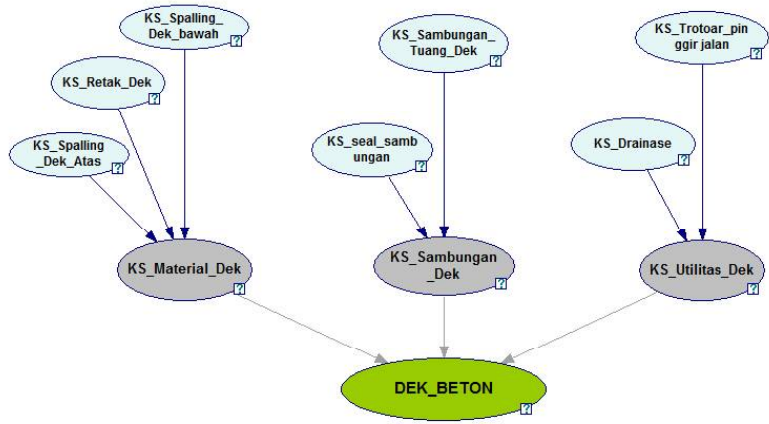 KS_Spalling_
Dek_bawah
?
KS_Sambungan_
Tuang_Dek
?
KS_Trotoar_pin
ggir jalan
?
KS_Retak_Dek
?
KS_Spalling
_Dek_Atas
?
KS_seal_samb
ungan
?
KS_Drainase
?
KS_Material_Dek
?
KS_Sambungan
_Dek
?
KS_Utilitas_Dek
?
DEK_BETON
?